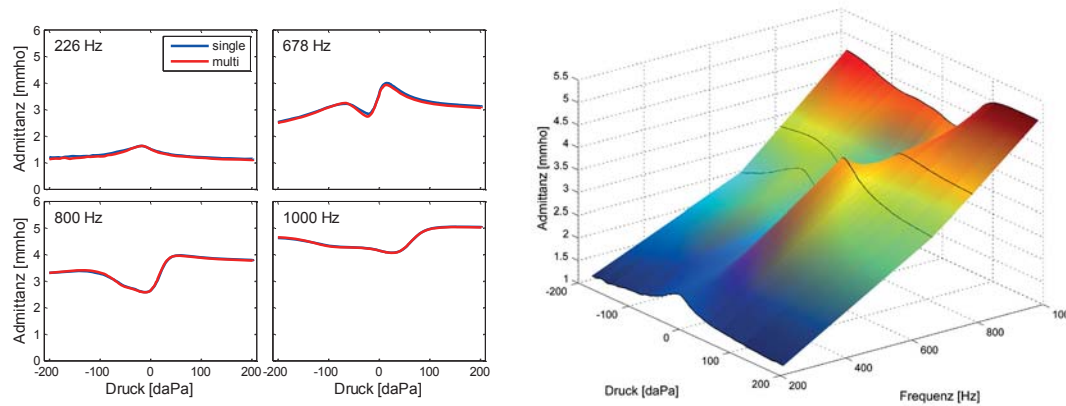 6
5
4
3
2
1
0
Admittanz [mmho]
226 Hz
single
multi
678 Hz
6
5
4
3
2
1
0
Admittanz [mmho]
800 Hz
1000 Hz
-200 -100 0 100 200
-200 -100 0 100 200
Druck [daPa]
Druck [daPa]
5.5
5
4.5
4
3.5
3
2.5
2
1.5
1
Admittanz [mmho]
-200
-100
0
100
200
Druck [daPa]
200
400
600
800
100
Frequenz [Hz]